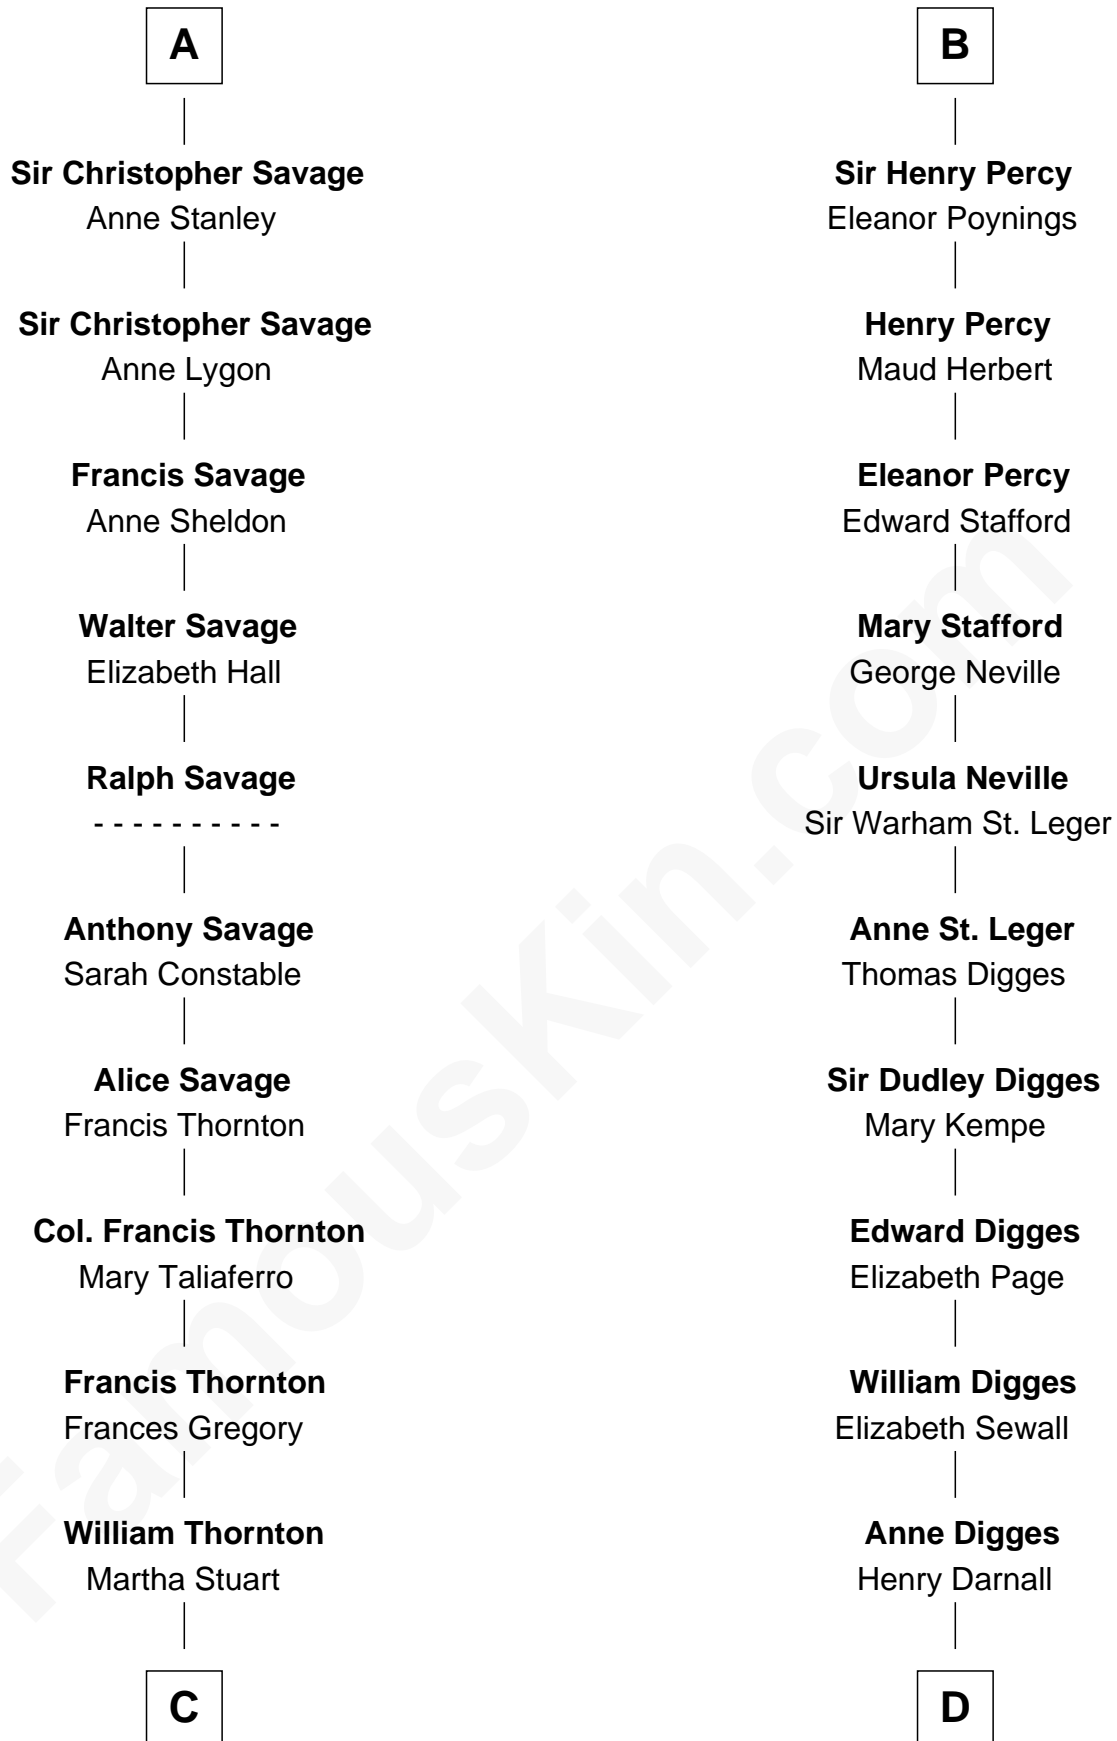 A
Sir Christopher Savage
Anne Stanley
Sir Christopher Savage
Anne Lygon
Francis Savage
Anne Sheldon
Walter Savage
Elizabeth Hall
Ralph Savage
- - - - - - - - - -
Anthony Savage
Sarah Constable
Alice Savage
Francis Thornton
Col. Francis Thornton
Mary Taliaferro
Francis Thornton
Frances Gregory
William Thornton
Martha Stuart
C
B
Sir Henry Percy
Eleanor Poynings
Henry Percy
Maud Herbert
Eleanor Percy
Edward Stafford
Mary Stafford
George Neville
Ursula Neville
Sir Warham St. Leger
Anne St. Leger
Thomas Digges
Sir Dudley Digges
Mary Kempe
Edward Digges
Elizabeth Page
William Digges
Elizabeth Sewall
Anne Digges
Henry Darnall
D
FamousKin.com